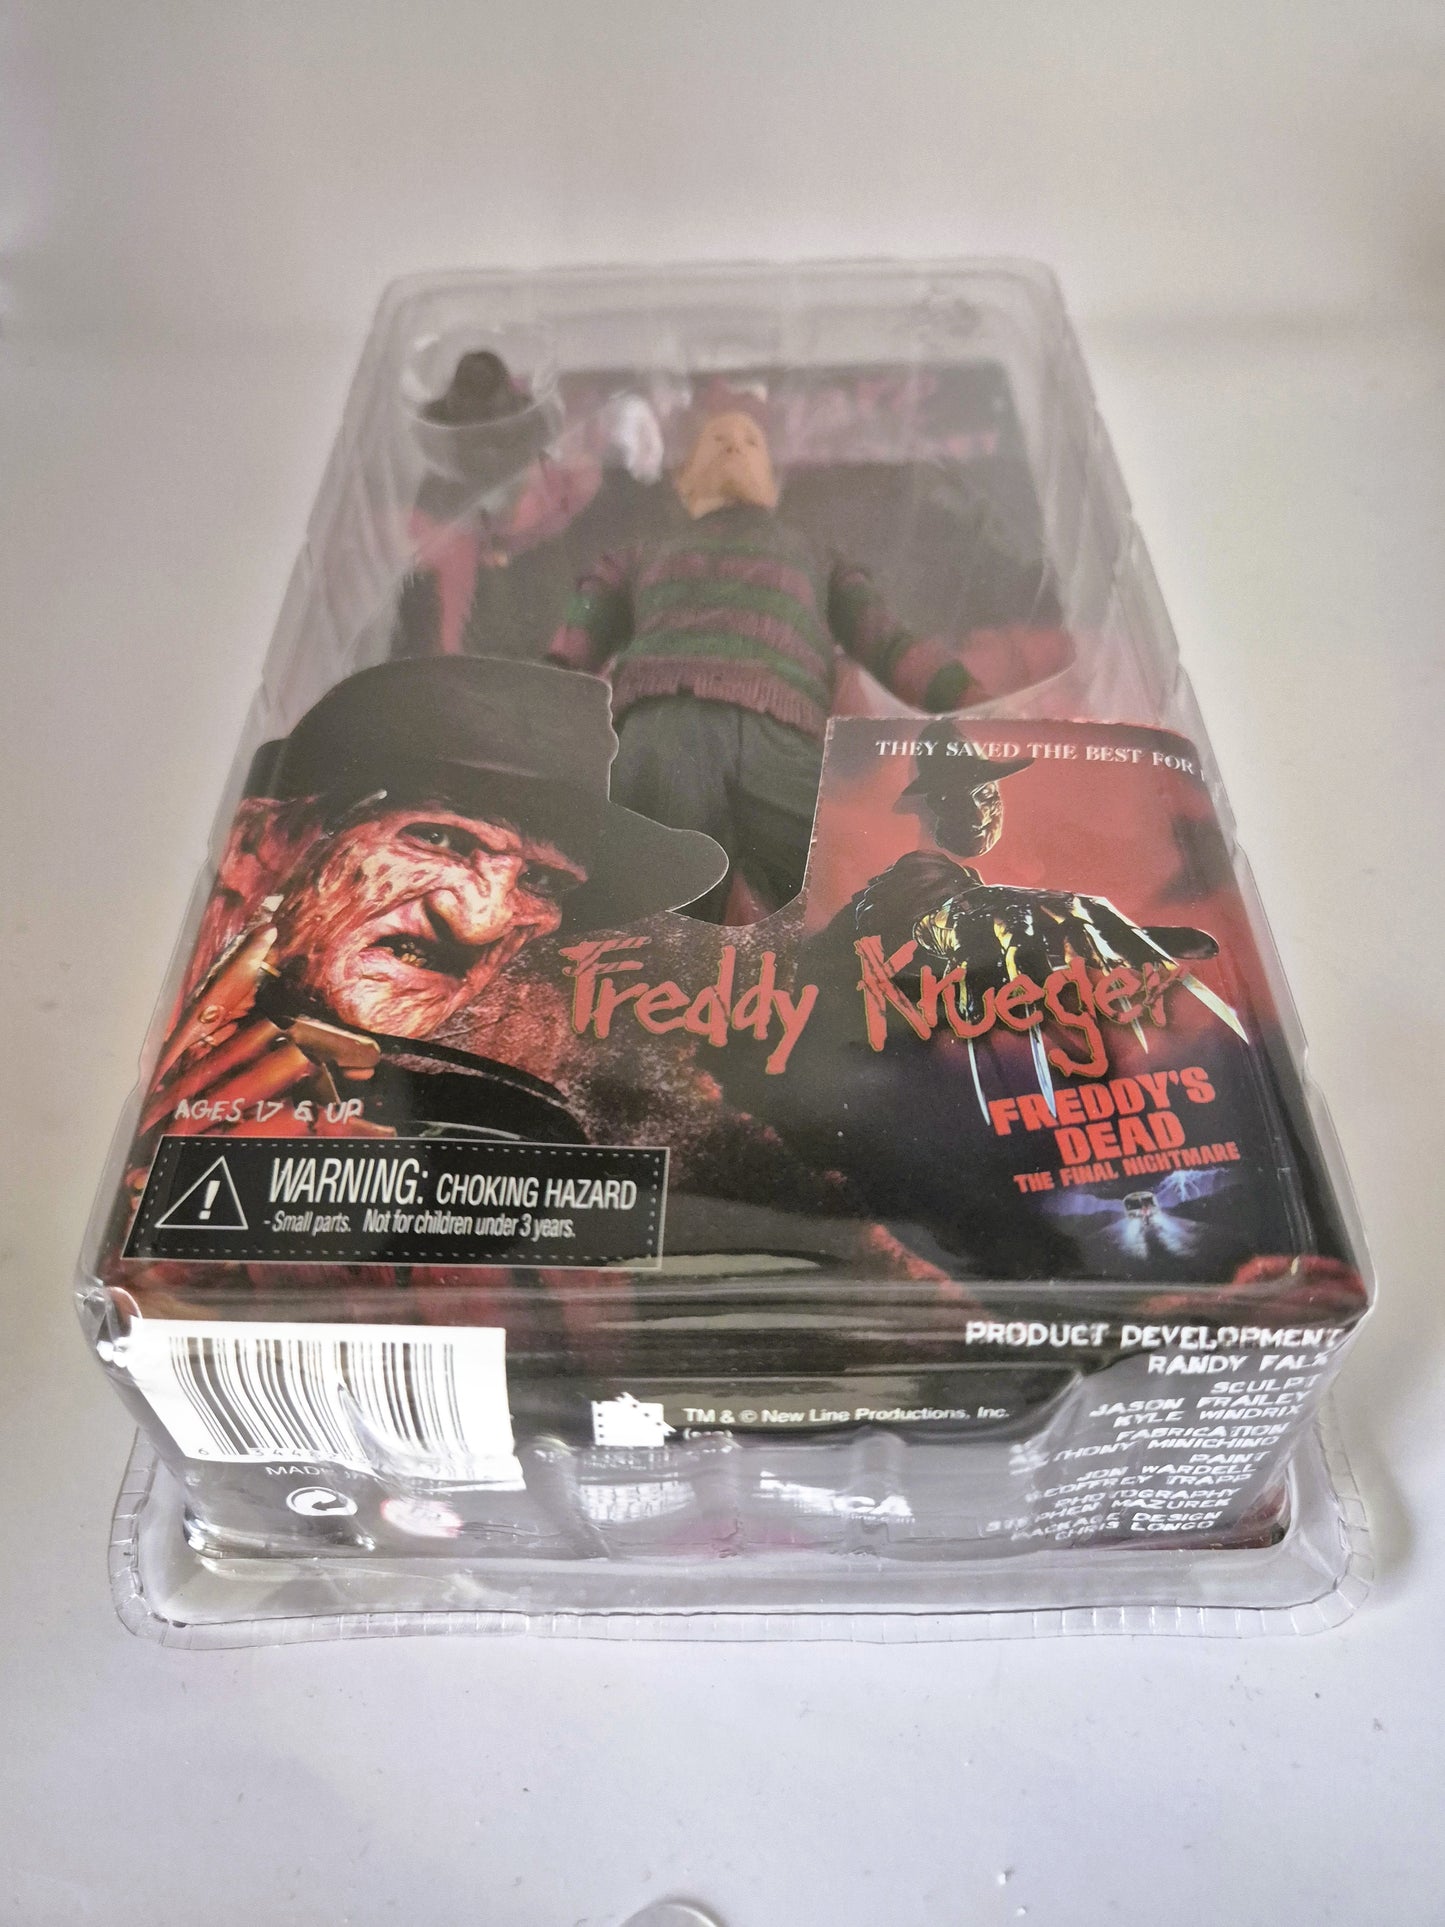 THEY SAVED THE BEST FOR
Freddy Krueger
FREDDY'S
DEAD
THE FINAL NIGHTMARE
AGES 17 & UP
WARNING: CHOKING HAZARD
- Small parts. Not for children under 3 years.
PRODUCT DEVELOPMENT
RANDY FALK
SCULPT
JASON FRAILEY
KYLE WINDRIX
FABRICATION
MINICHINO
PAINT
JON WARDELL
GEOFFREY TRAPP
PHOTOGRAPHY
STEPHEN MAZUREK
PACKAGE DESIGN
CHRIS LONGO
TM & © New Line Productions, Inc.
NECA